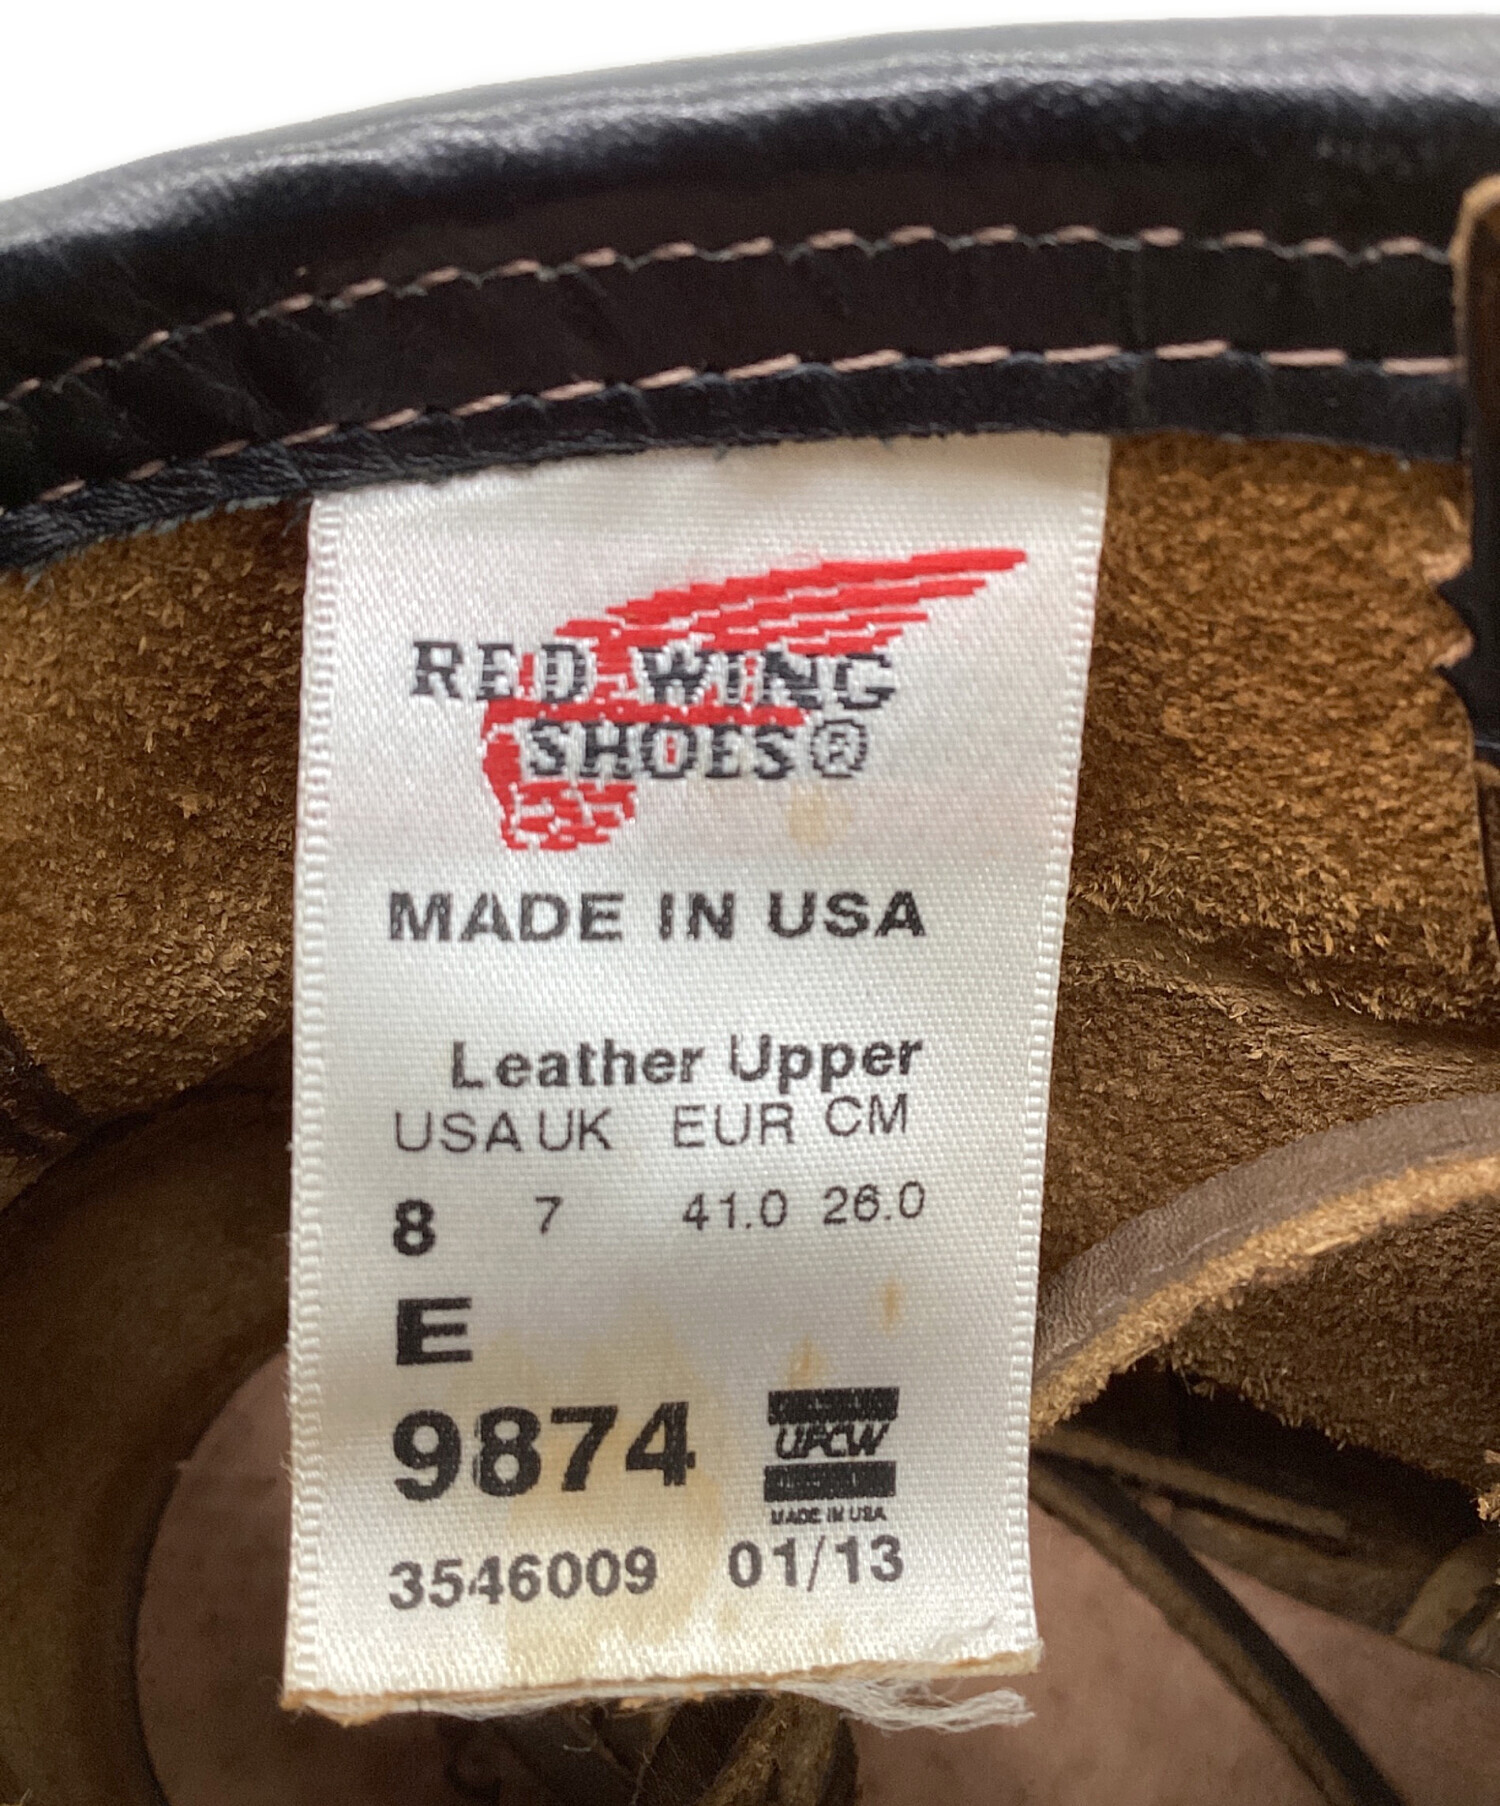 RED WING
SHOES®
MADE IN USA
Leather Upper
USA UK EUR CM
8 7 41.0 26.0
E
9874
UFCW
MADE IN USA
3546009 01/13